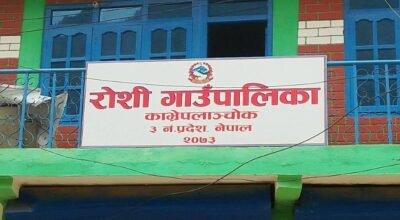 रोशी गाउँपालिका
काभ्रेपलाञ्चोक
३ नं.प्रदेश, नेपाल
२०७३